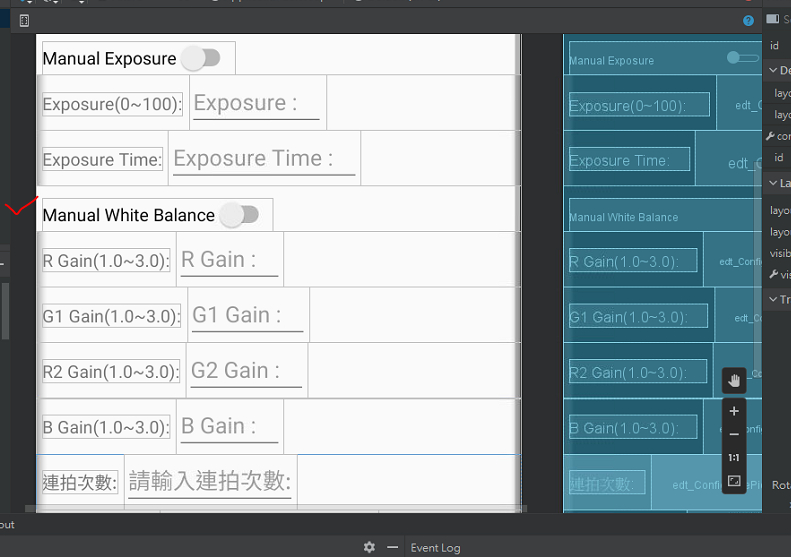 Manual Exposure
Exposure(0~100):
Exposure :
Exposure Time:
Exposure Time :
Manual White Balance
R Gain(1.0~3.0):
R Gain :
G1 Gain(1.0~3.0):
G1 Gain :
R2 Gain(1.0~3.0):
G2 Gain :
B Gain(1.0~3.0):
B Gain :
連拍次數:
請輸入連拍次數:
Manual Exposure
Exposure(0~100):
edt_C
Exposure Time:
edt_C
Manual White Balance
R Gain(1.0~3.0):
edt_Confi
G1 Gain(1.0~3.0):
edt_C
R2 Gain(1.0~3.0):
B Gain(1.0~3.0):
連拍次數:
1:1
id
De
layo
layo
con
id
La
layo
layo
visib
vis
Tr
Rota
out
Event Log